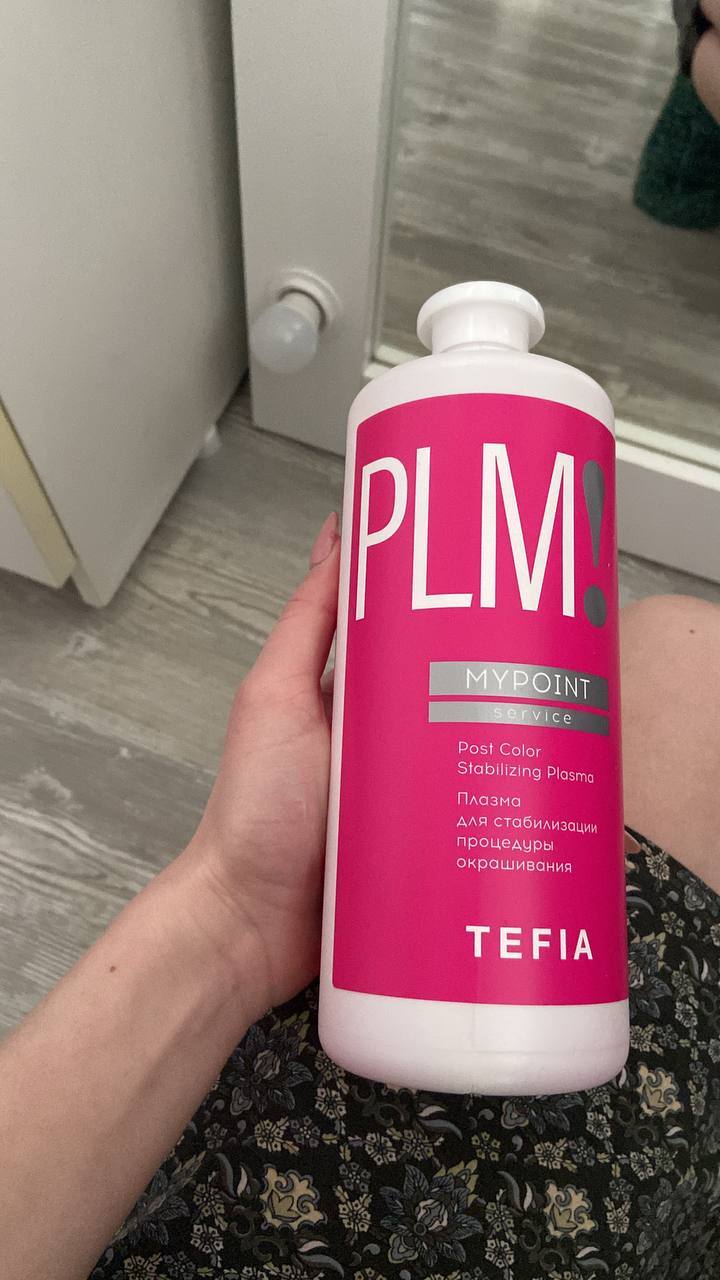 PLM!
MYPOINT
service
Post Color
Stabilizing Plasma
Плазма
для стабилизации
процедуры
окрашивания
TEFIA